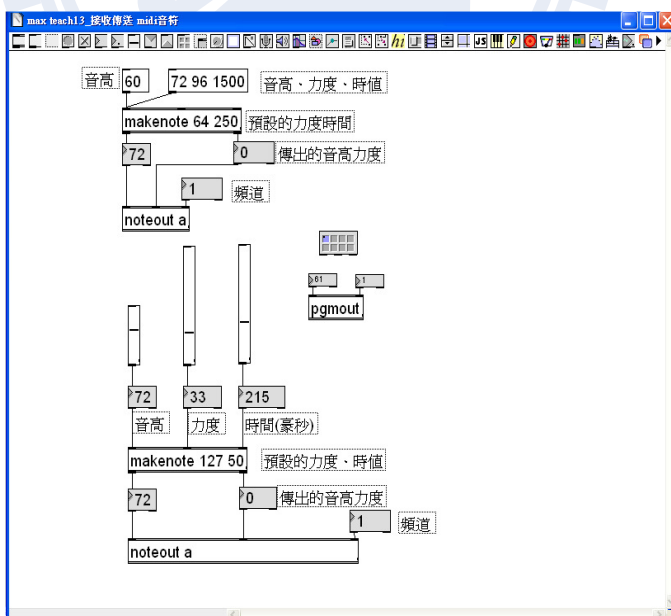 max teach13_接收傳送 midi音符
hi
JS
音高 60 72 96 1500 音高、力度、時值
makenote 64 250 預設的力度時間
72 0 傳出的音高力度
1 頻道
noteout a
61 1
pgmout
72 33 215
音高 力度 時間(豪秒)
makenote 127 50 預設的力度、時值
72 0 傳出的音高力度
1 頻道
noteout a